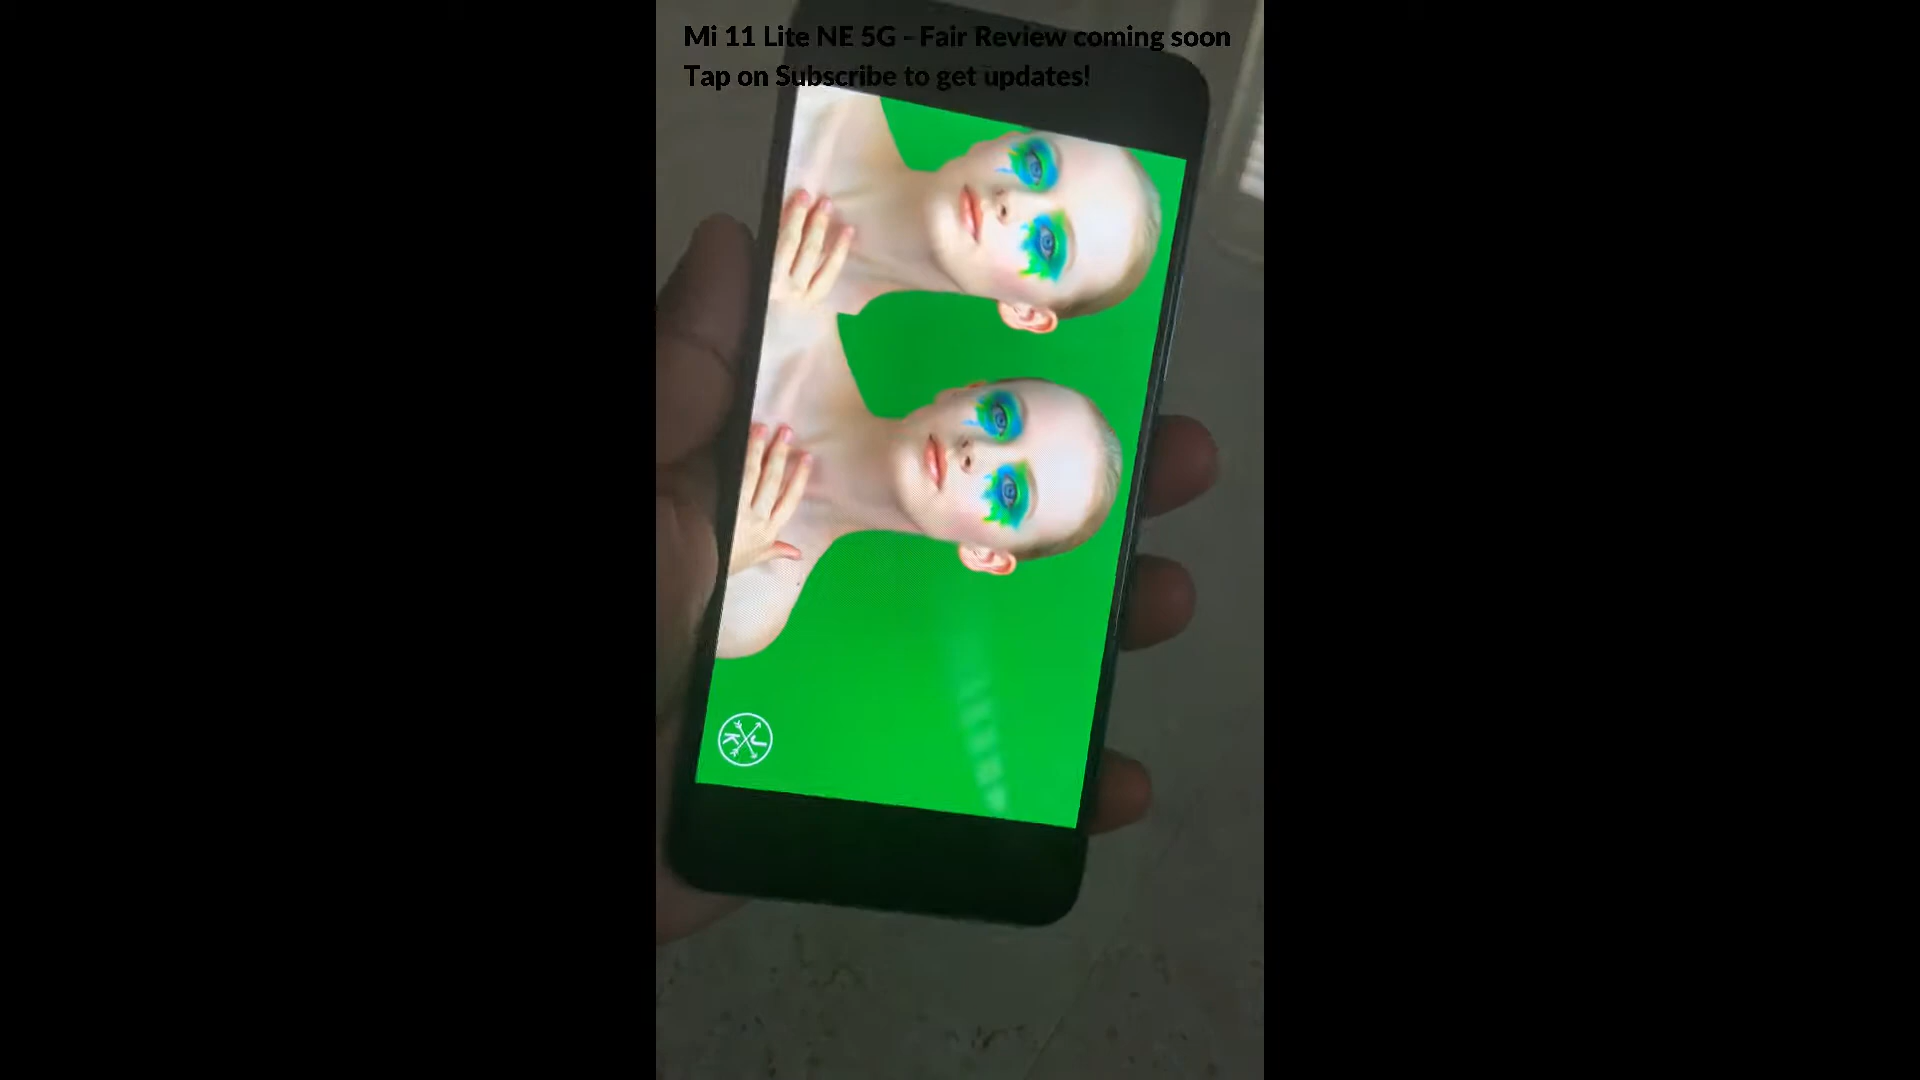 Mi 11 Lite NE 5G - Fair Review coming soon
Tap on Subscribe to get updates!
J
K